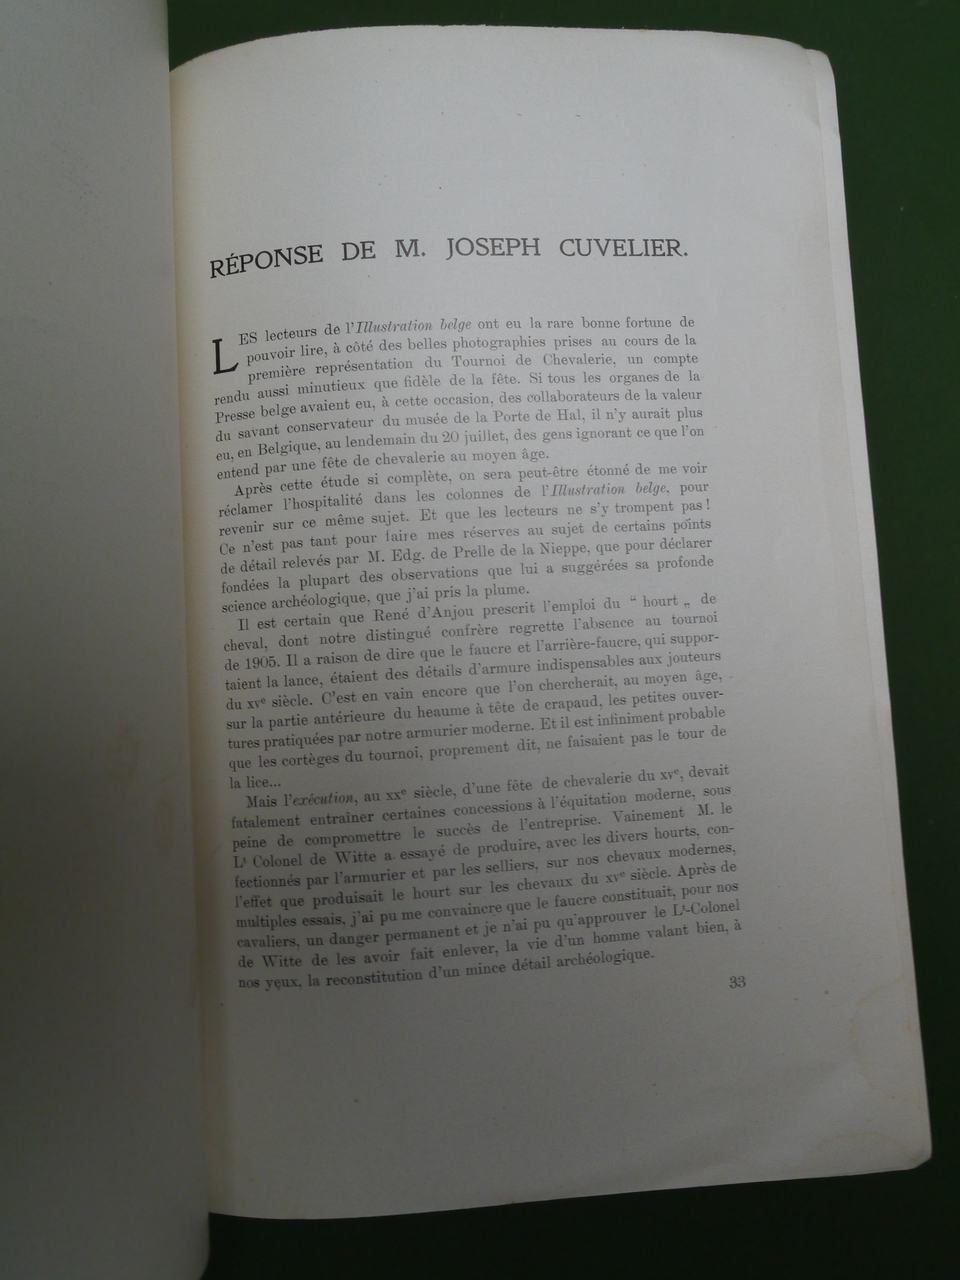 RÉPONSE DE M. JOSEPH CUVELIER.
LES lecteurs de l'Illustration belge ont eu la rare bonne fortune de
pouvoir lire, à côté des belles photographies prises au cours de la
première représentation du Tournoi de Chevalerie, un compte
rendu aussi minutieux que fidèle de la fête. Si tous les organes de la
Presse belge avaient eu, à cette occasion, des collaborateurs de la valeur
du savant conservateur du musée de la Porte de Hal, il n'y aurait plus
eu, en Belgique, au lendemain du 20 juillet, des gens ignorant ce que l'on
entend par une fête de chevalerie au moyen âge.
Après cette étude si complète, on sera peut-être étonné de me voir
réclamer l'hospitalité dans les colonnes de l'Illustration belge, pour
revenir sur ce même sujet. Et que les lecteurs ne s'y trompent pas !
Ce n'est pas tant pour faire mes réserves au sujet de certains points
de détail relevés par M. Edg. de Prelle de la Nieppe, que pour déclarer
fondées la plupart des observations que lui a suggérées sa profonde
science archéologique, que j'ai pris la plume.
Il est certain que René d'Anjou prescrit l'emploi du “ hourt „ de
cheval, dont notre distingué confrère regrette l'absence au tournoi
de 1905. Il a raison de dire que le faucre et l'arrière-faucre, qui suppor-
taient la lance, étaient des détails d'armure indispensables aux jouteurs
du xvᵉ siècle. C'est en vain encore que l'on chercherait, au moyen âge,
sur la partie antérieure du heaume à tête de crapaud, les petites ouver-
tures pratiquées par notre armurier moderne. Et il est infiniment probable
que les cortèges du tournoi, proprement dit, ne faisaient pas le tour de
la lice...
Mais l'exécution, au xxᵉ siècle, d'une fête de chevalerie du xvᵉ, devait
fatalement entraîner certaines concessions à l'équitation moderne, sous
peine de compromettre le succès de l'entreprise. Vainement M. le
Lᵗ Colonel de Witte a essayé de produire, avec les divers hourts, con-
fectionnés par l'armurier et par les selliers, sur nos chevaux modernes,
l'effet que produisait le hourt sur les chevaux du xvᵉ siècle. Après de
multiples essais, j'ai pu me convaincre que le faucre constituait, pour nos
cavaliers, un danger permanent et je n'ai pu qu'approuver le Lᵗ-Colonel
de Witte de les avoir fait enlever, la vie d'un homme valant bien, à
nos yeux, la reconstitution d'un mince détail archéologique.
33